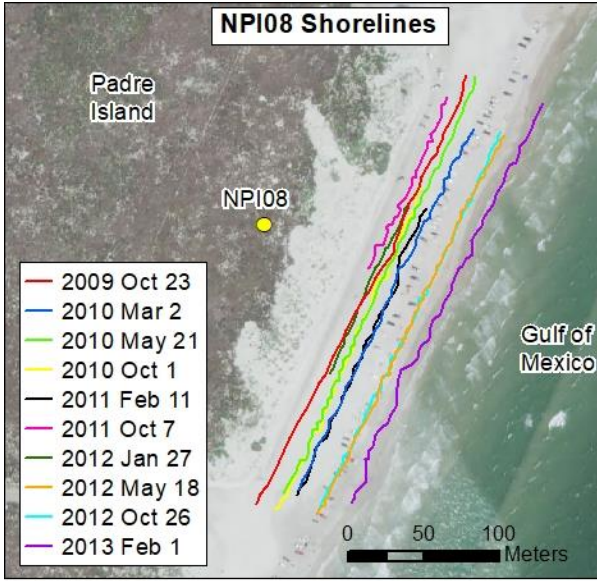 NPI08 Shorelines
Padre
Island
NPI08
2009 Oct 23
2010 Mar 2
2010 May 21
2010 Oct 1
2011 Feb 11
2011 Oct 7
2012 Jan 27
2012 May 18
2012 Oct 26
2013 Feb 1
Gulf of
Mexico
0 50 100
Meters